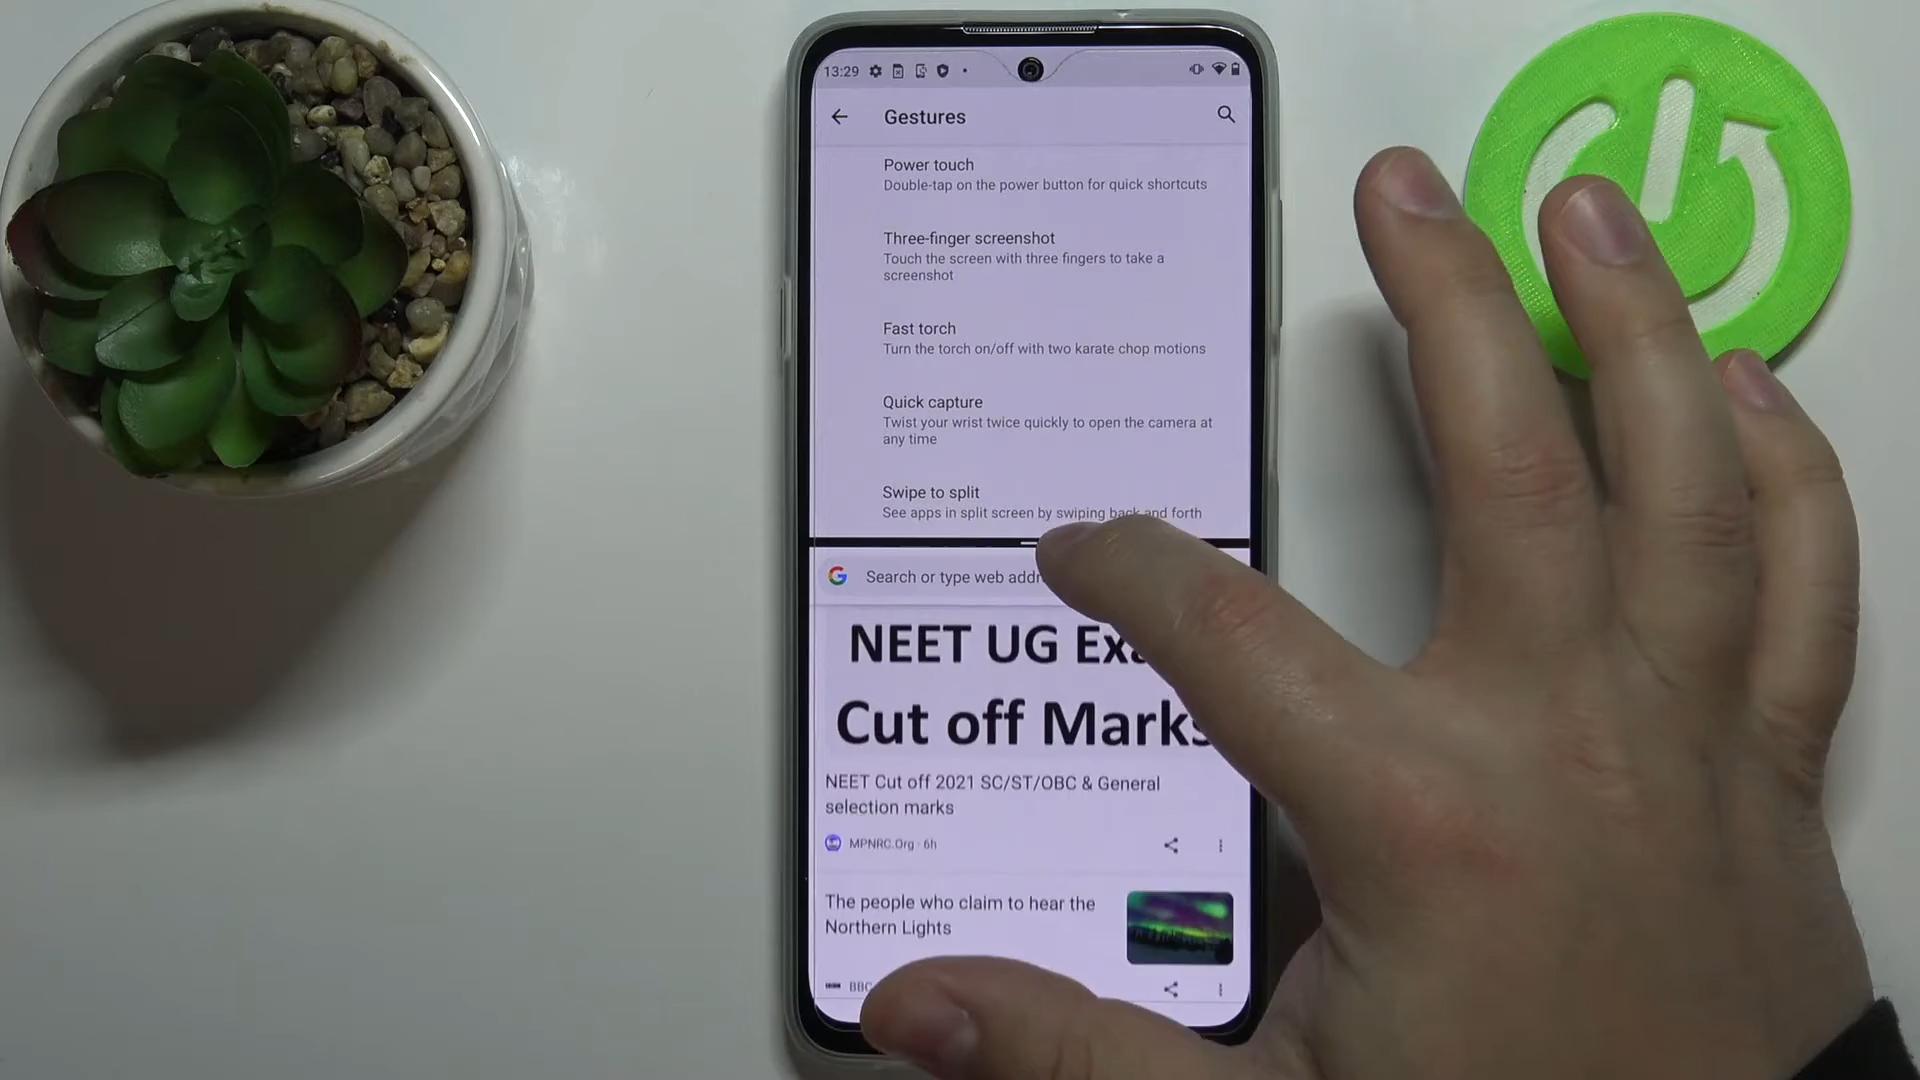 13:29
Gestures
Power touch
Double-tap on the power button for quick shortcuts
Three-finger screenshot
Touch the screen with three fingers to take a
screenshot
Fast torch
Turn the torch on/off with two karate chop motions
Quick capture
Twist your wrist twice quickly to open the camera at
any time
Swipe to split
See apps in split screen by swiping back and forth
G Search or type web
NEET UG
Cut off Marks
NEET Cut off 2021 SC/ST/OBC & General
selection marks
MPNRC.Org · 6h
The people who claim to hear the
Northern Lights
BBC